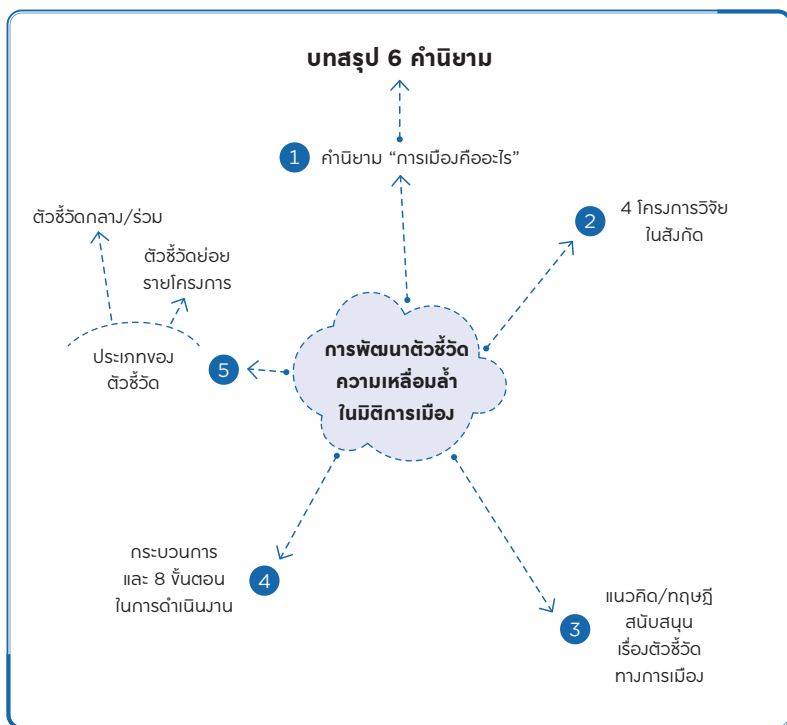 บทสรุป 6 คำนิยาม
1 คำนิยาม “การเมืองคืออะไร”
2 4 โครงการวิจัย
ในสังกัด
ตัวชี้วัดกลาง/ร่วม
ตัวชี้วัดย่อย
รายโครงการ
ประเภทของ
ตัวชี้วัด
5
การพัฒนาตัวชี้วัด
ความเหลื่อมล้ำ
ในมิติการเมือง
กระบวนการ
และ 8 ขั้นตอน
ในการดำเนินงาน
4
3
แนวคิด/ทฤษฎี
สนับสนุน
เรื่องตัวชี้วัด
ทางการเมือง